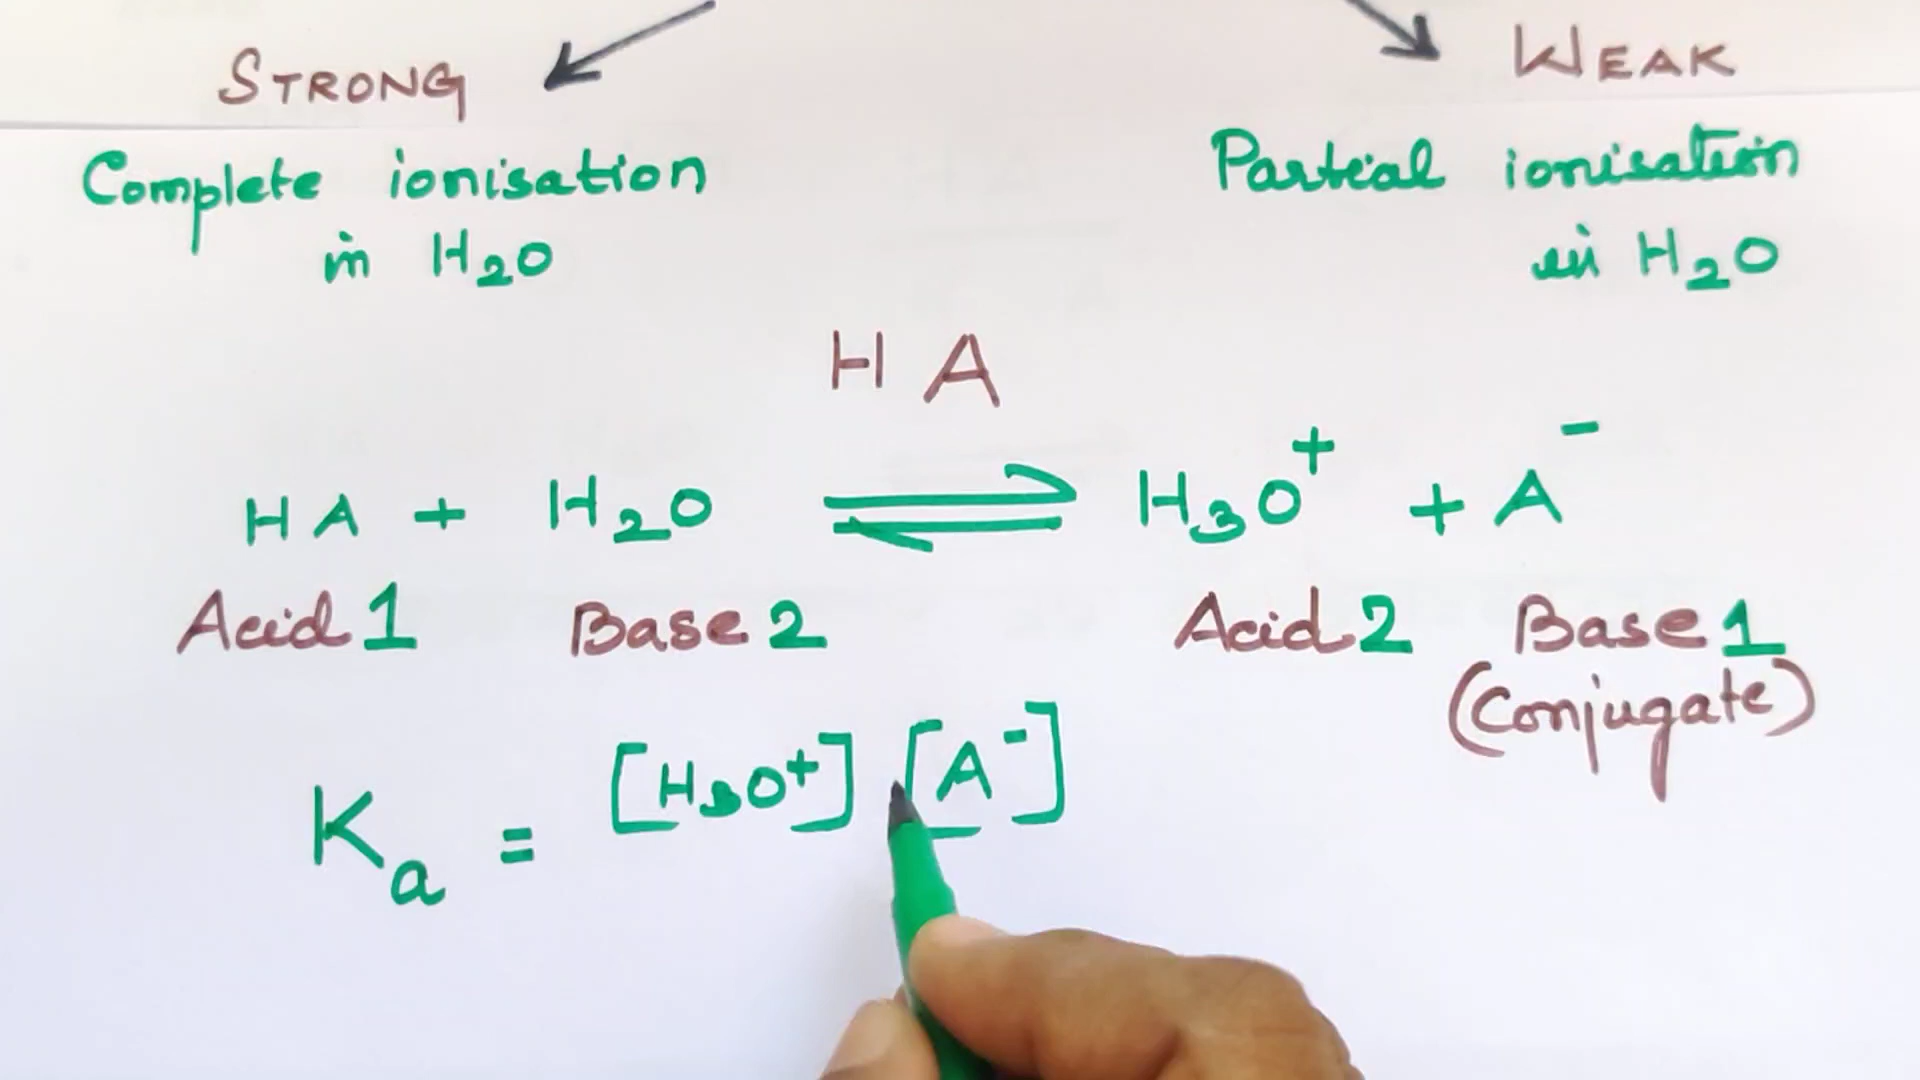 STRONG WEAK
Complete ionisation
in H₂O
Partial ionisation
in H₂O
H A
HA + H₂O ⇌ H₃O⁺ + A⁻
Acid 1 Base 2 Acid 2 Base 1
(Conjugate)
Kₐ = [H₃O⁺] [A⁻]